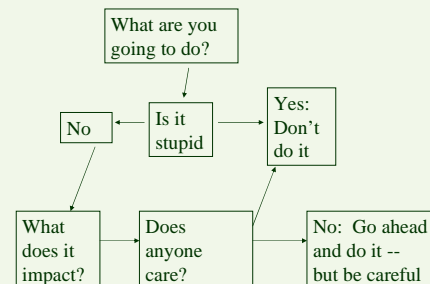 What are you
going to do?
No
Is it
stupid
Yes:
Don't
do it
What
does it
impact?
Does
anyone
care?
No: Go ahead
and do it --
but be careful